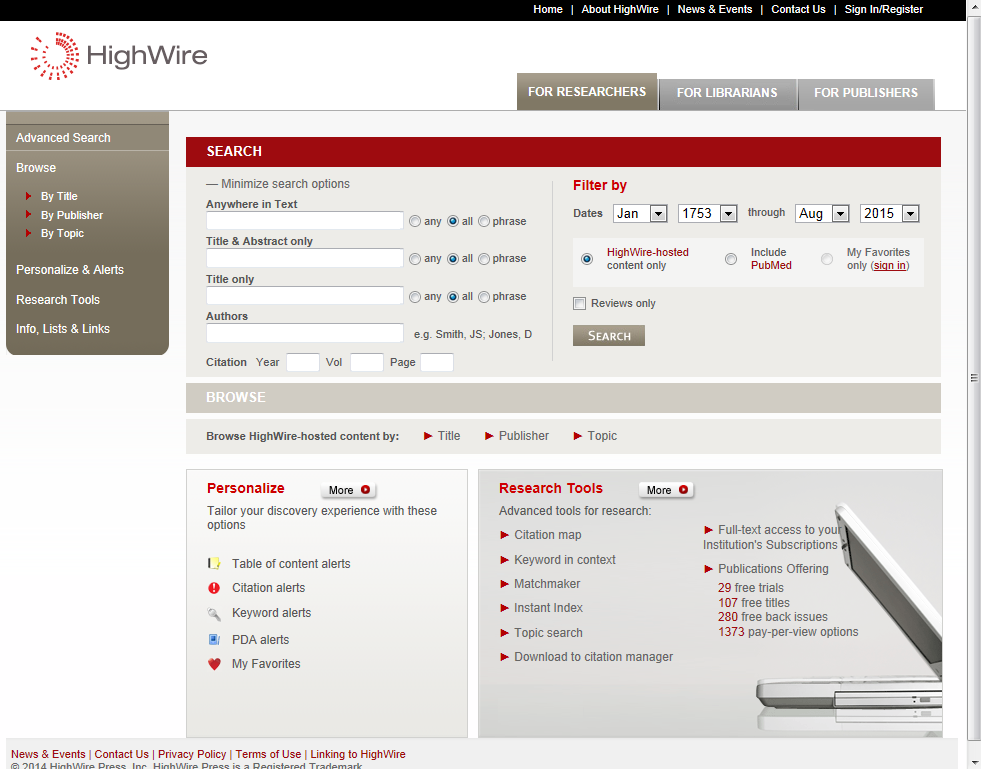 Home | About HighWire | News & Events | Contact Us | Sign In/Register
HighWire
FOR RESEARCHERS FOR LIBRARIANS FOR PUBLISHERS
Advanced Search
Browse
By Title
By Publisher
By Topic
Personalize & Alerts
Research Tools
Info, Lists & Links
SEARCH
— Minimize search options
Anywhere in Text
any all phrase
Title & Abstract only
any all phrase
Title only
any all phrase
Authors
e.g. Smith, JS; Jones, D
Citation Year Vol Page
Filter by
Dates Jan 1753 through Aug 2015
HighWire-hosted
content only
Include
PubMed
My Favorites
only (sign in)
Reviews only
SEARCH
BROWSE
Browse HighWire-hosted content by: Title Publisher Topic
Personalize More
Tailor your discovery experience with these
options
Table of content alerts
Citation alerts
Keyword alerts
PDA alerts
My Favorites
Research Tools More
Advanced tools for research:
Citation map
Keyword in context
Matchmaker
Instant Index
Topic search
Download to citation manager
Full-text access to your
Institution's Subscriptions
Publications Offering
29 free trials
107 free titles
280 free back issues
1373 pay-per-view options
News & Events | Contact Us | Privacy Policy | Terms of Use | Linking to HighWire
© 2014 HighWire Press, Inc. HighWire Press is a Registered Trademark